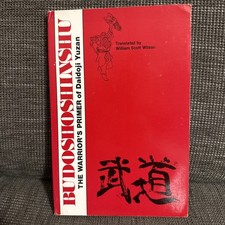 BUDOSHOSHINSHU
THE WARRIOR'S PRIMER of Daidoji Yuzan
Translated by
William Scott Wilson
武道